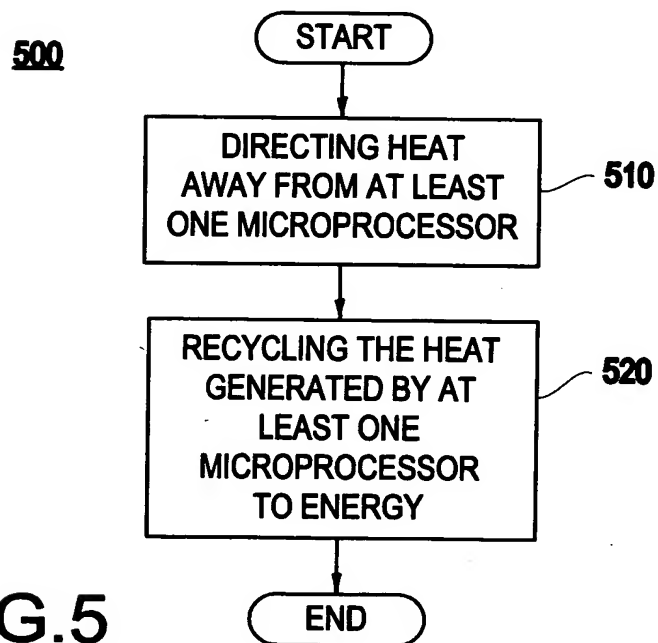 500
START
DIRECTING HEAT
AWAY FROM AT LEAST
ONE MICROPROCESSOR
510
RECYCLING THE HEAT
GENERATED BY AT
LEAST ONE
MICROPROCESSOR
TO ENERGY
520
END
G.5